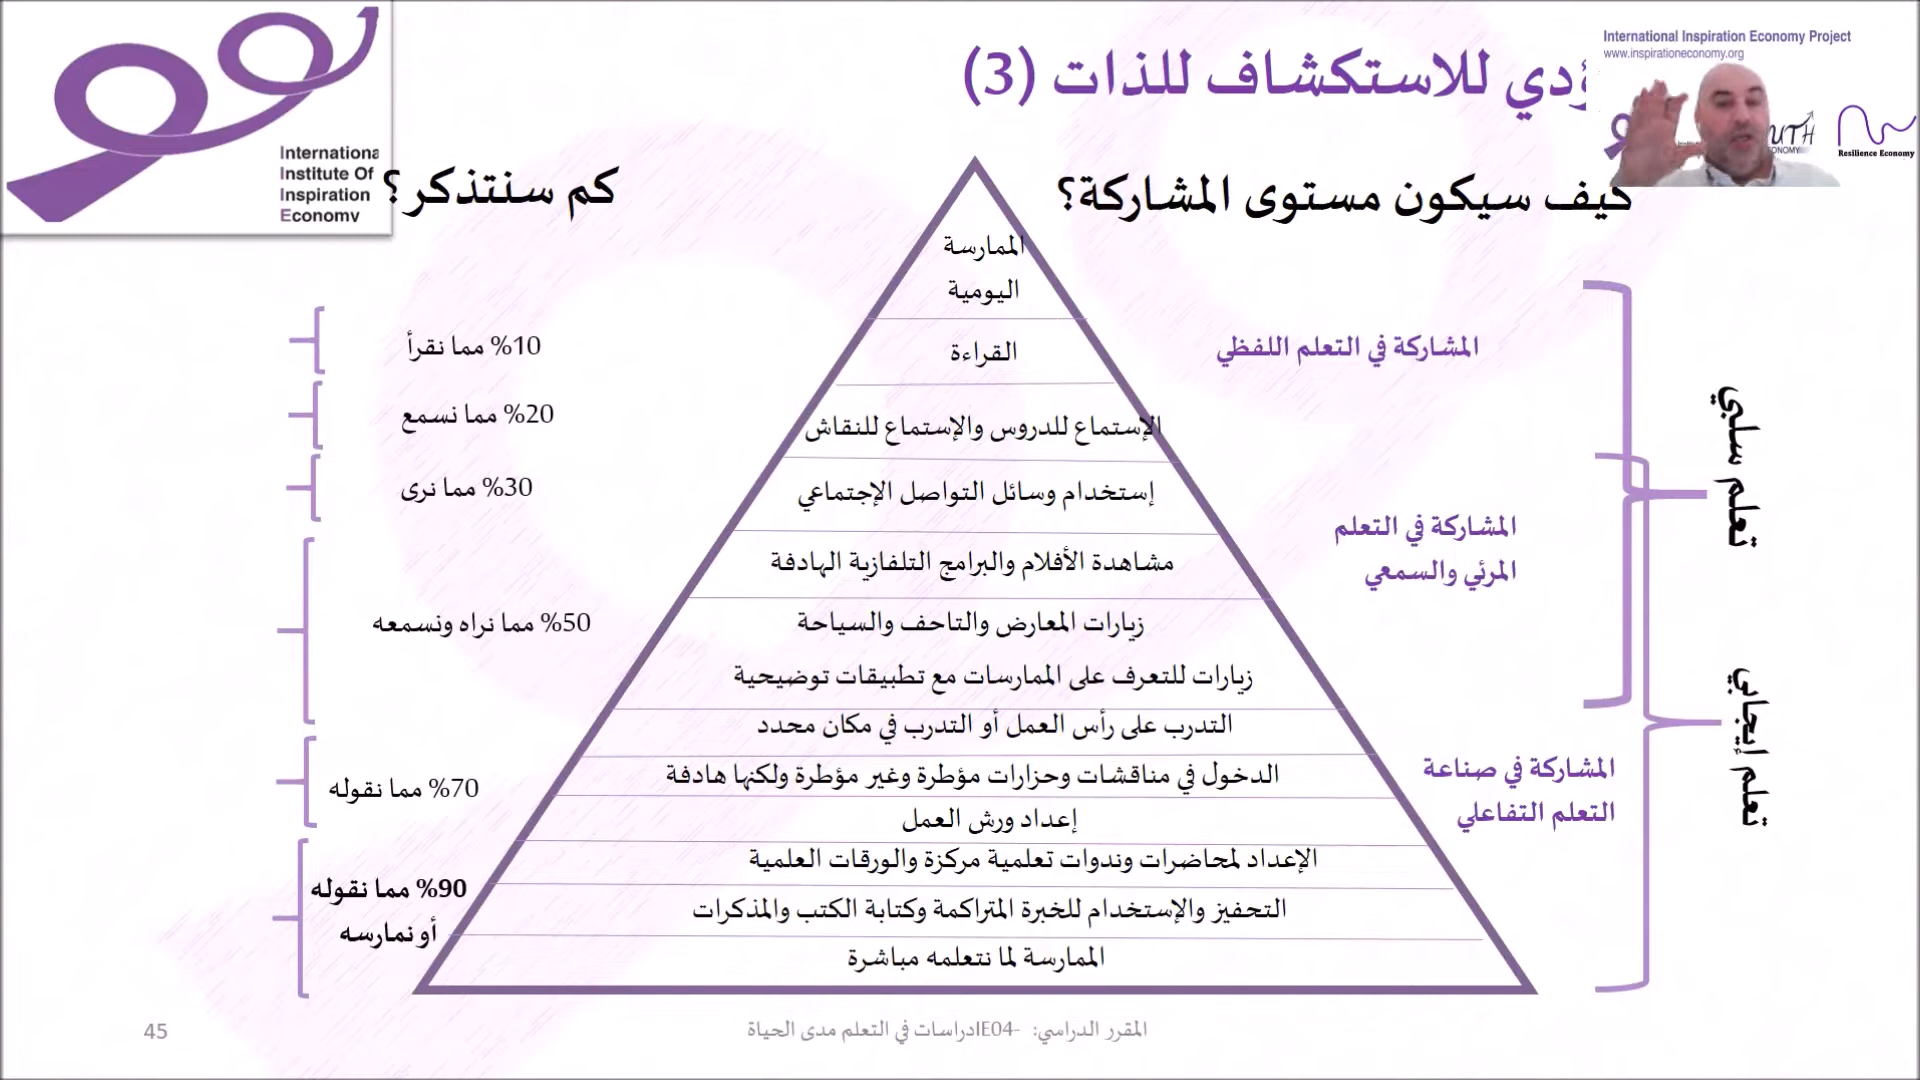 International Inspiration Economy Project
www.inspirationeconomy.org
للاستكشاف للذات (3)
Resilience Economy
Internationa
Institute Of
Inspiration
Economy
كيف سيكون مستوى المشاركة؟
كم سنتذكر؟
الممارسة
اليومية
القراءة
الإستماع للدروس والإستماع للنقاش
إستخدام وسائل التواصل الإجتماعي
مشاهدة الأفلام والبرامج التلفازية الهادفة
زيارات المعارض والتاحف والسياحة
زيارات للتعرف على الممارسات مع تطبيقات توضيحية
التدرب على رأس العمل أو التدرب في مكان محدد
الدخول في مناقشات وحزارات مؤطرة وغير مؤطرة ولكنها هادفة
إعداد ورش العمل
الإعداد لمحاضرات وندوات تعلمية مركزة والورقات العلمية
التحفيز والإستخدام للخبرة المتراكمة وكتابة الكتب والمذكرات
الممارسة لما نتعلمه مباشرة
المشاركة في التعلم اللفظي
المشاركة في التعلم
المرئي والسمعي
المشاركة في صناعة
التعلم التفاعلي
تعلم سلبي
تعلم إيجابي
10% مما نقرأ
20% مما نسمع
30% مما نرى
50% مما نراه ونسمعه
70% مما نقوله
90% مما نقوله
أو نمارسه
المقرر الدراسي: -IE04دراسات في التعلم مدى الحياة
45